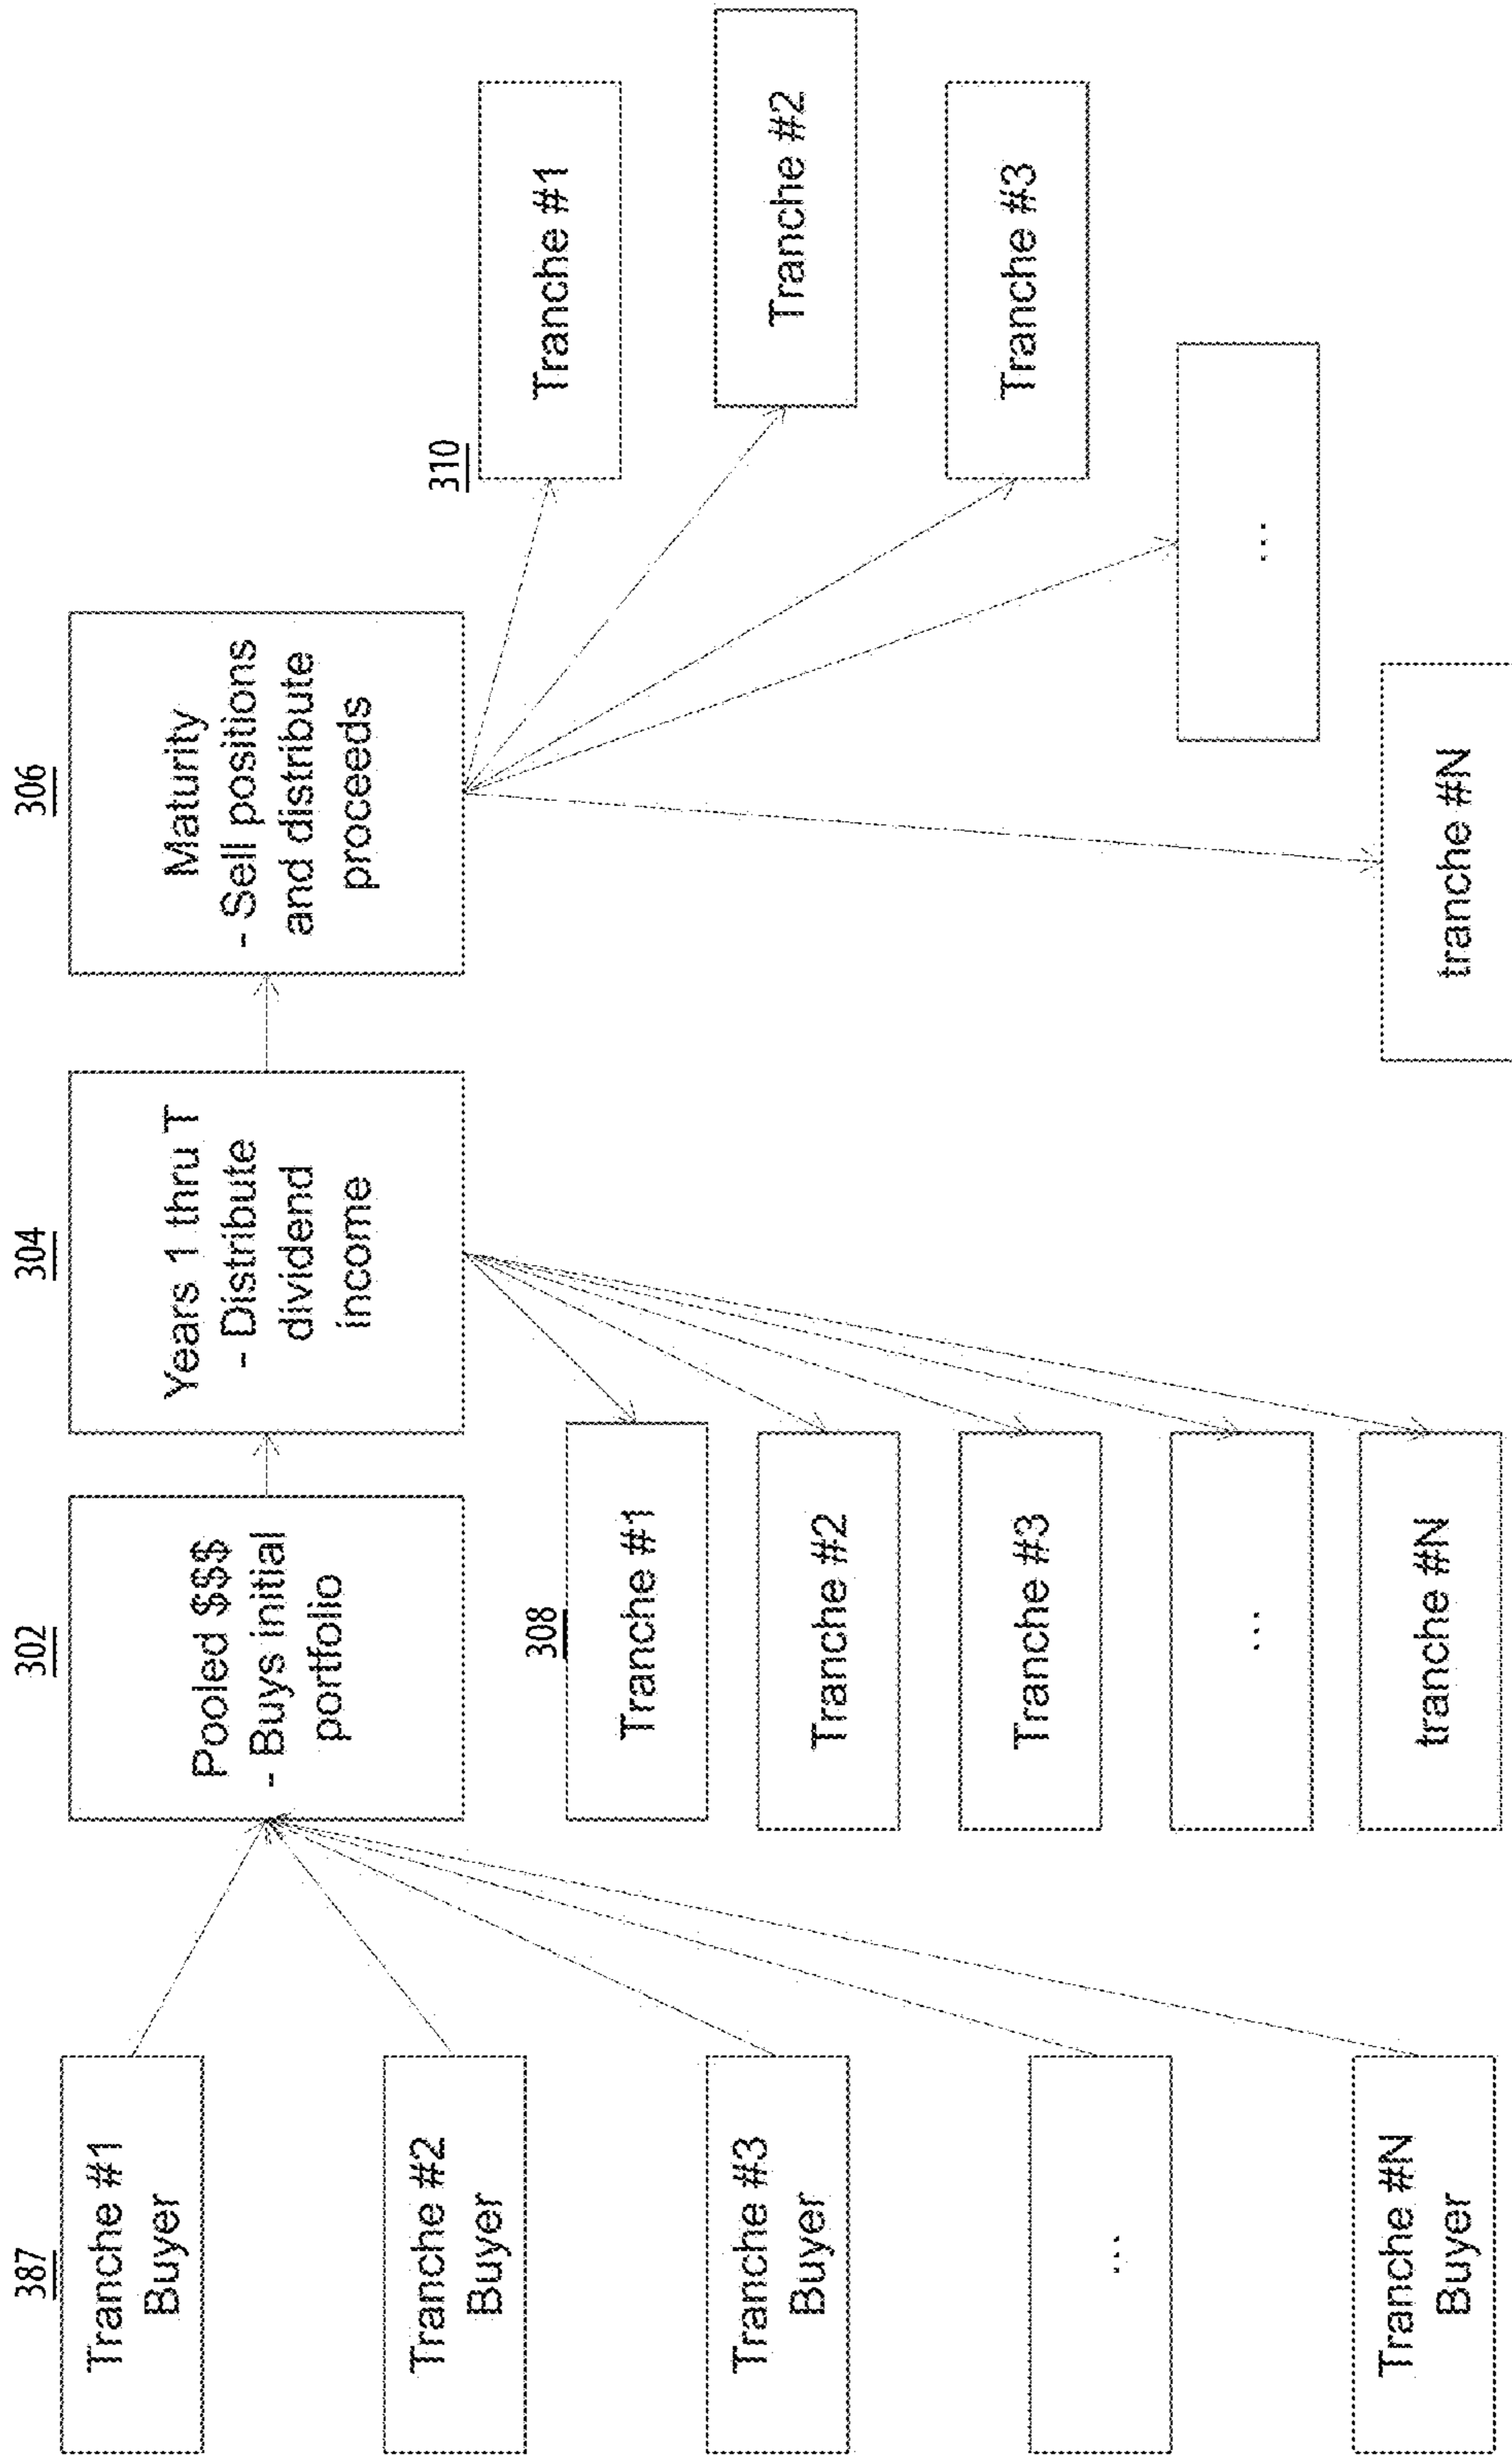 387
Tranche #1
Buyer
Tranche #2
Buyer
Tranche #3
Buyer
...
Tranche #N
Buyer
302
Pooled $$$
- Buys initial
portfolio
304
Years 1 thru T
- Distribute
dividend
income
306
Maturity
- Sell positions
and distribute
proceeds
308
Tranche #1
Tranche #2
Tranche #3
...
tranche #N
310
Tranche #1
Tranche #2
Tranche #3
...
tranche #N